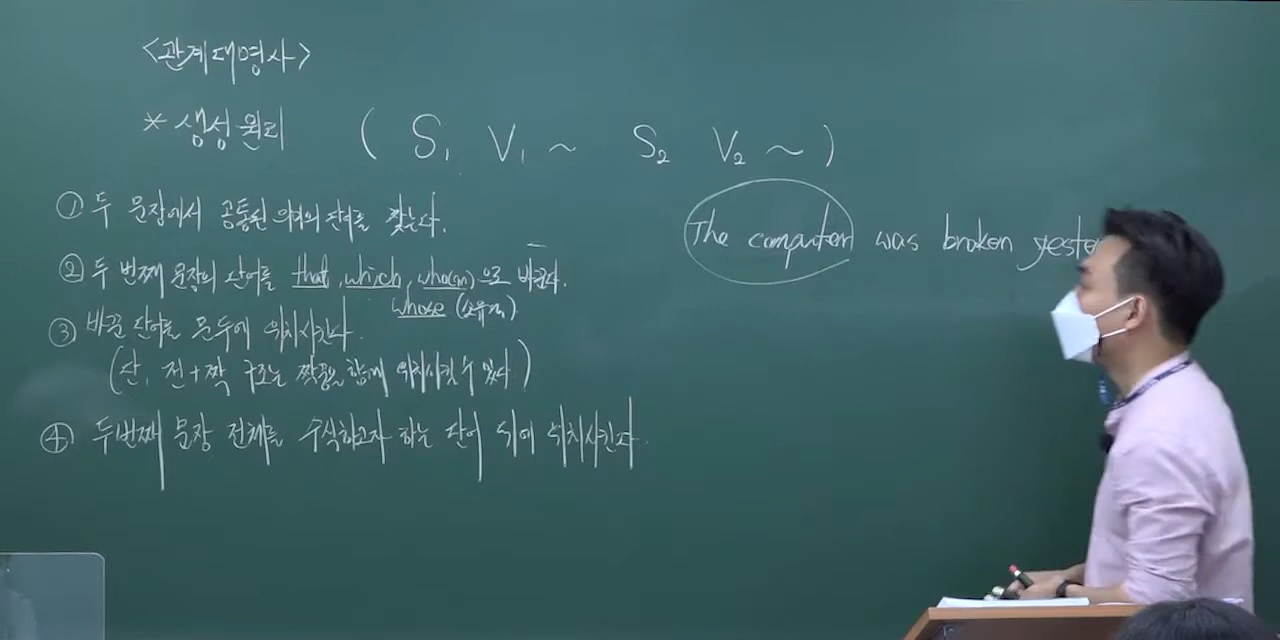 <관계대명사>
* 생성원리 ( S₁ V₁ ~ S₂ V₂ ~ )
① 두 문장에서 공통된 의미의 단어를 찾는다.
② 두 번째 문장의 단어를 that, which, who(m)으로 바꾼다.
whose (소유격)
③ 바꾼 단어를 문두에 위치시킨다.
(단, 전+짝 구조는 짝꿍을 함께 위치시킬 수 있다)
④ 두번째 문장 전체를 수식하고자 하는 단어 뒤에 위치시킨다.
The computer was broken yeste